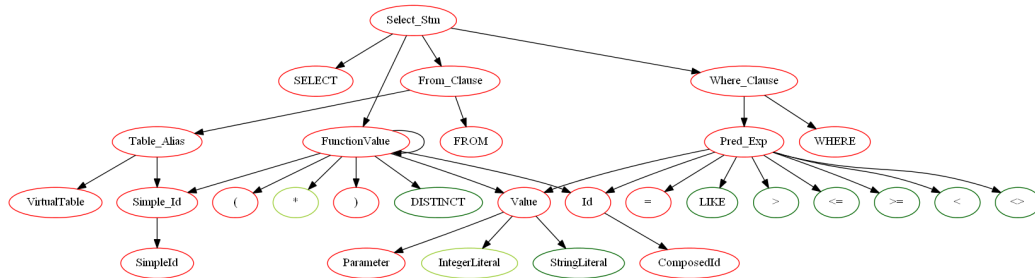 Select_Stm
SELECT From_Clause Where_Clause
Table_Alias FunctionValue FROM Pred_Exp WHERE
VirtualTable Simple_Id ( * ) DISTINCT Value Id = LIKE > <= >= < <>
SimpleId Parameter IntegerLiteral StringLiteral ComposedId